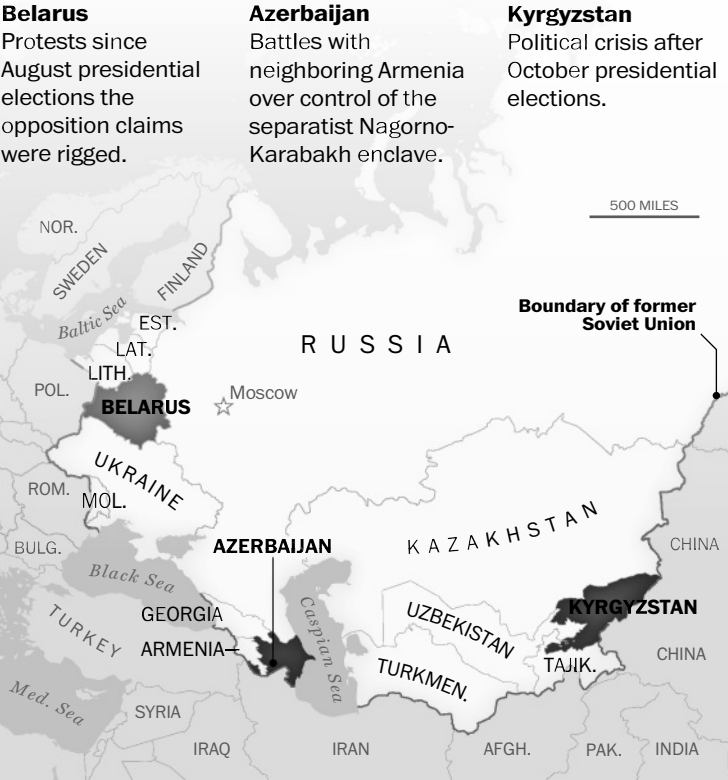 Belarus
Protests since
August presidential
elections the
opposition claims
were rigged.
Azerbaijan
Battles with
neighboring Armenia
over control of the
separatist Nagorno-
Karabakh enclave.
Kyrgyzstan
Political crisis after
October presidential
elections.
500 MILES
NOR.
SWEDEN
FINLAND
Baltic Sea
EST.
LAT.
LITH.
Boundary of former
Soviet Union
RUSSIA
POL.
BELARUS
Moscow
UKRAINE
ROM.
MOL.
KAZAKHSTAN
BULG.
AZERBAIJAN
CHINA
Black Sea
GEORGIA
Caspian Sea
UZBEKISTAN
KYRGYZSTAN
TURKEY
ARMENIA
TURKMEN.
TAJIK.
CHINA
Med. Sea
SYRIA
IRAQ
IRAN
AFGH.
PAK.
INDIA